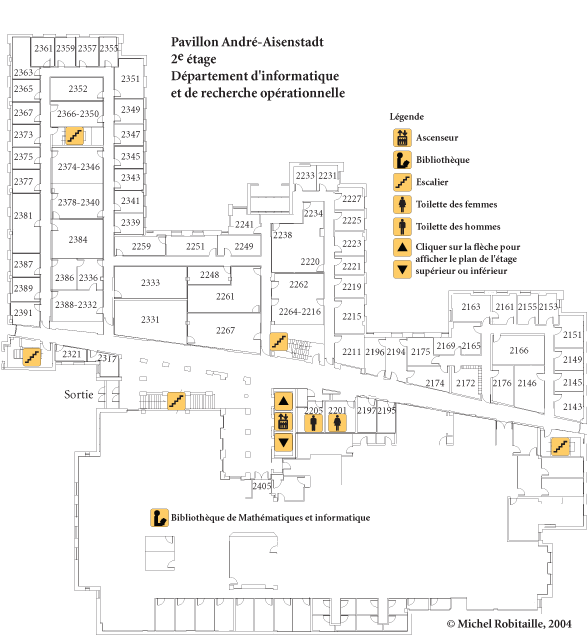 Pavillon André-Aisenstadt
2e étage
Département d'informatique
et de recherche opérationnelle
Légende
Ascenseur
Bibliothèque
Escalier
Toilette des femmes
Toilette des hommes
Cliquer sur la flèche pour
afficher le plan de l'étage
supérieur ou inférieur
2361 2359 2357 2355
2363
2365
2367
2373
2375
2377
2381
2387
2389
2391
2352
2366-2350
2374-2346
2378-2340
2384
2386 2336
2388-2332
2351
2349
2347
2345
2343
2341
2339
2259 2251 2249
2241
2333
2331
2248
2261
2267
2233 2231
2234
2238
2220
2262
2264-2216
2227
2225
2223
2221
2219
2215
2211 2196 2194 2175
2169 2165
2174 2172
2163 2161 2155 2153
2166
2176 2146
2151
2149
2145
2143
2321 2317
Sortie
2205 2201 2197 2195
2405
Bibliothèque de Mathématiques et informatique
© Michel Robitaille, 2004